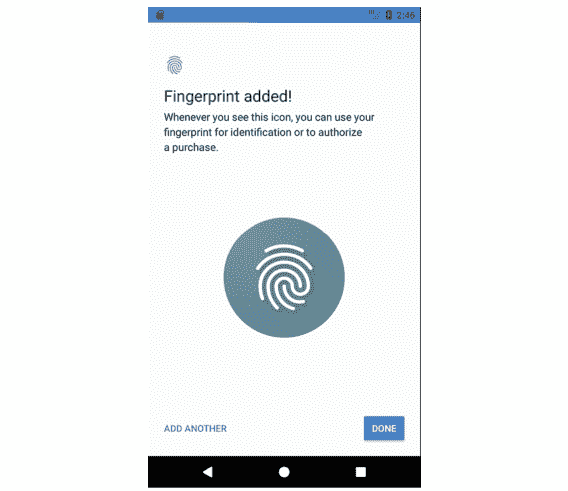 2:46
Fingerprint added!
Whenever you see this icon, you can use your
fingerprint for identification or to authorize
a purchase.
ADD ANOTHER
DONE